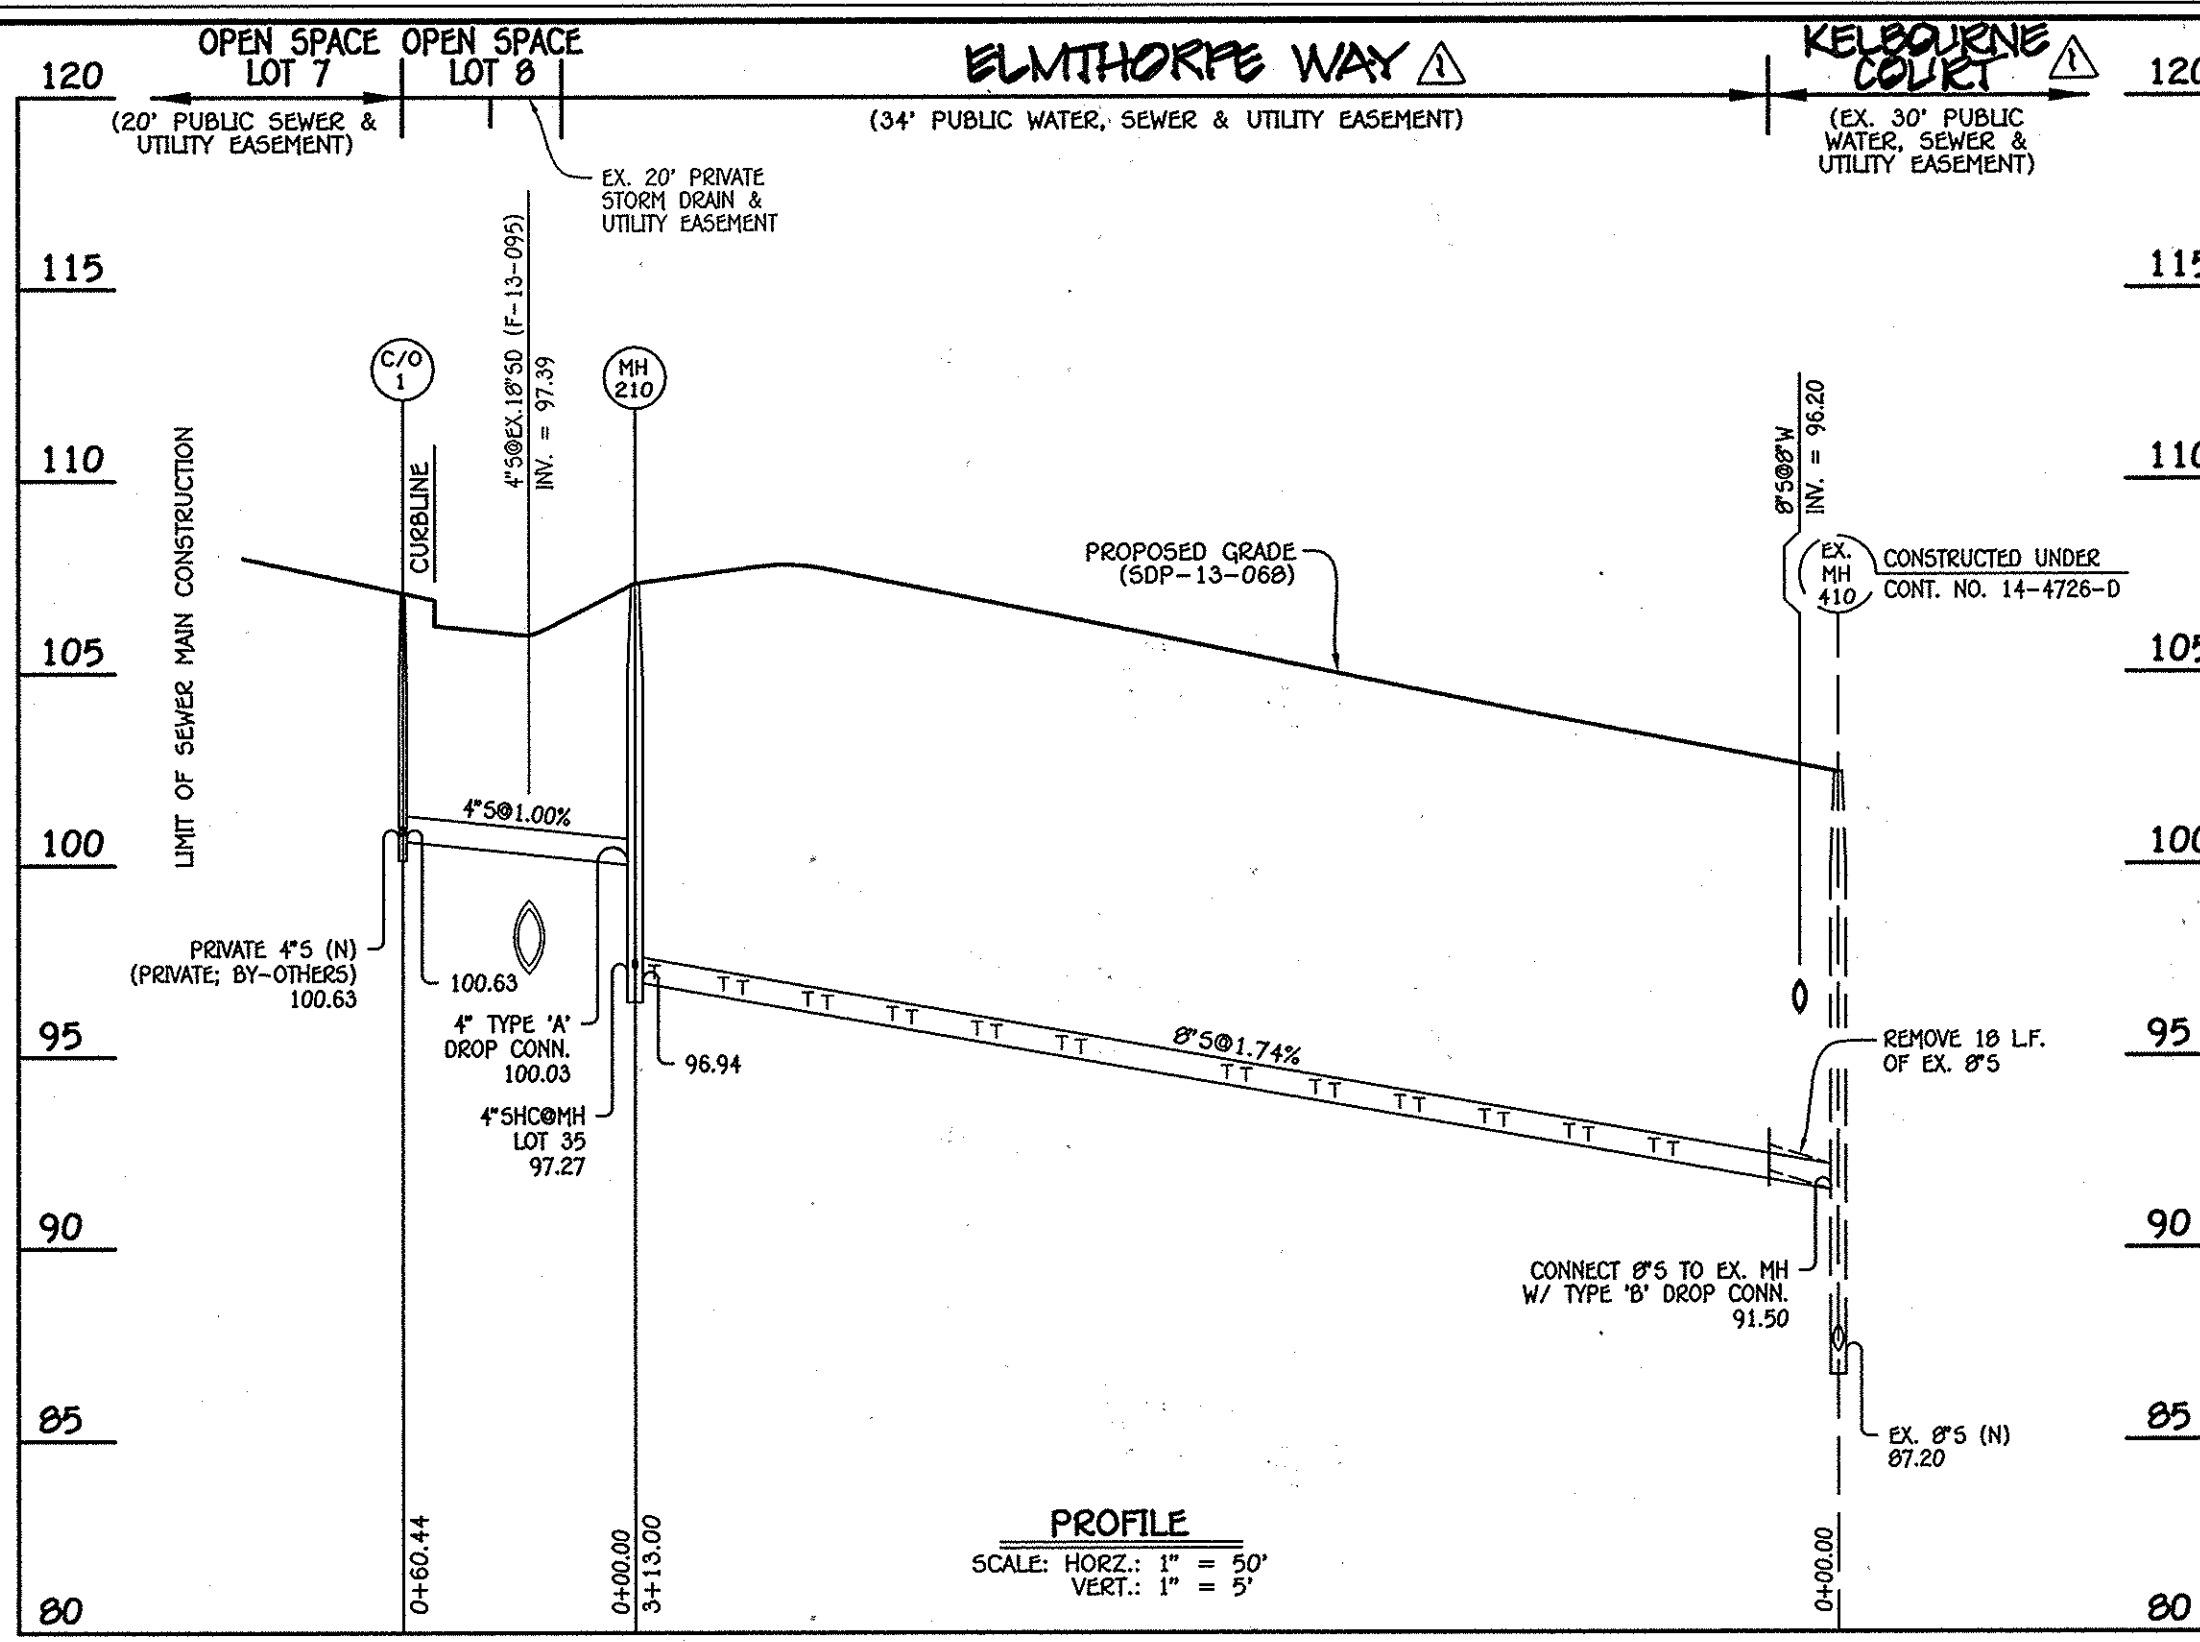 OPEN SPACE
LOT 7
OPEN SPACE
LOT 8
ELMTHORPE WAY 1
KELBOURNE
COURT 1
(20' PUBLIC SEWER &
UTILITY EASEMENT)
(34' PUBLIC WATER, SEWER & UTILITY EASEMENT)
(EX. 30' PUBLIC
WATER, SEWER &
UTILITY EASEMENT)
EX. 20' PRIVATE
STORM DRAIN &
UTILITY EASEMENT
120
115
110
105
100
95
90
85
80
120
115
110
105
100
95
90
85
80
LIMIT OF SEWER MAIN CONSTRUCTION
C/O
1
CURBLINE
4"S@EX.18"SD (F-13-095)
INV. = 97.39
MH
210
PROPOSED GRADE
(SDP-13-068)
8"S@8"W
INV. = 96.20
EX.
MH
410
CONSTRUCTED UNDER
CONT. NO. 14-4726-D
4"S@1.00%
PRIVATE 4"S (N)
(PRIVATE; BY-OTHERS)
100.63
100.63
4" TYPE 'A'
DROP CONN.
100.03
4"SHC@MH
LOT 35
97.27
96.94
T T T T T T T T T T T
8"S@1.74%
T T T T T T T T T T T T
REMOVE 18 L.F.
OF EX. 8"S
CONNECT 8"S TO EX. MH
W/ TYPE 'B' DROP CONN.
91.50
EX. 8"S (N)
87.20
0+60.44
0+00.00
3+13.00
0+00.00
PROFILE
SCALE: HORZ.: 1" = 50'
VERT.: 1" = 5'